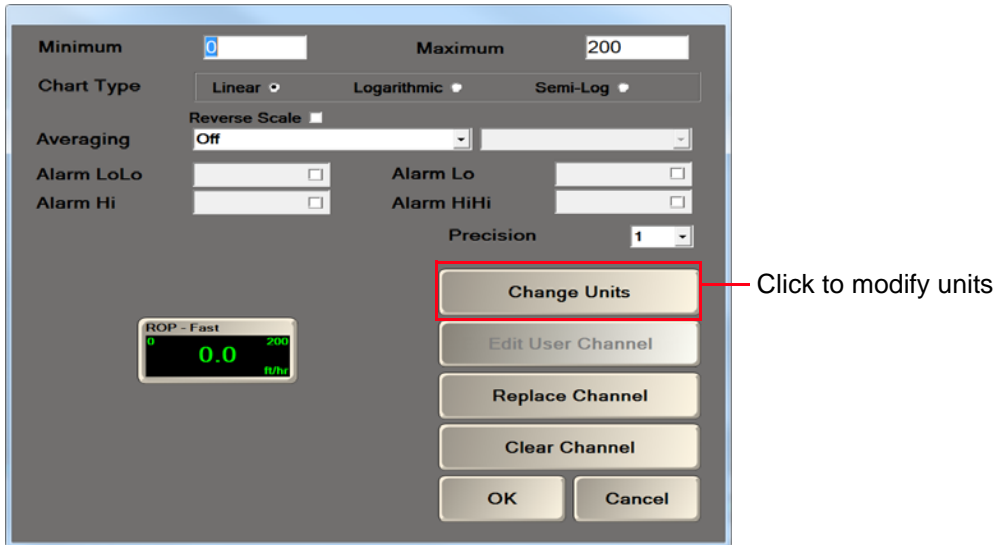 Minimum 0 Maximum 200
Chart Type Linear Logarithmic Semi-Log
Reverse Scale
Averaging Off
Alarm LoLo Alarm Lo
Alarm Hi Alarm HiHi
Precision 1
Change Units Click to modify units
ROP - Fast
0 200
0.0
ft/hr
Edit User Channel
Replace Channel
Clear Channel
OK Cancel